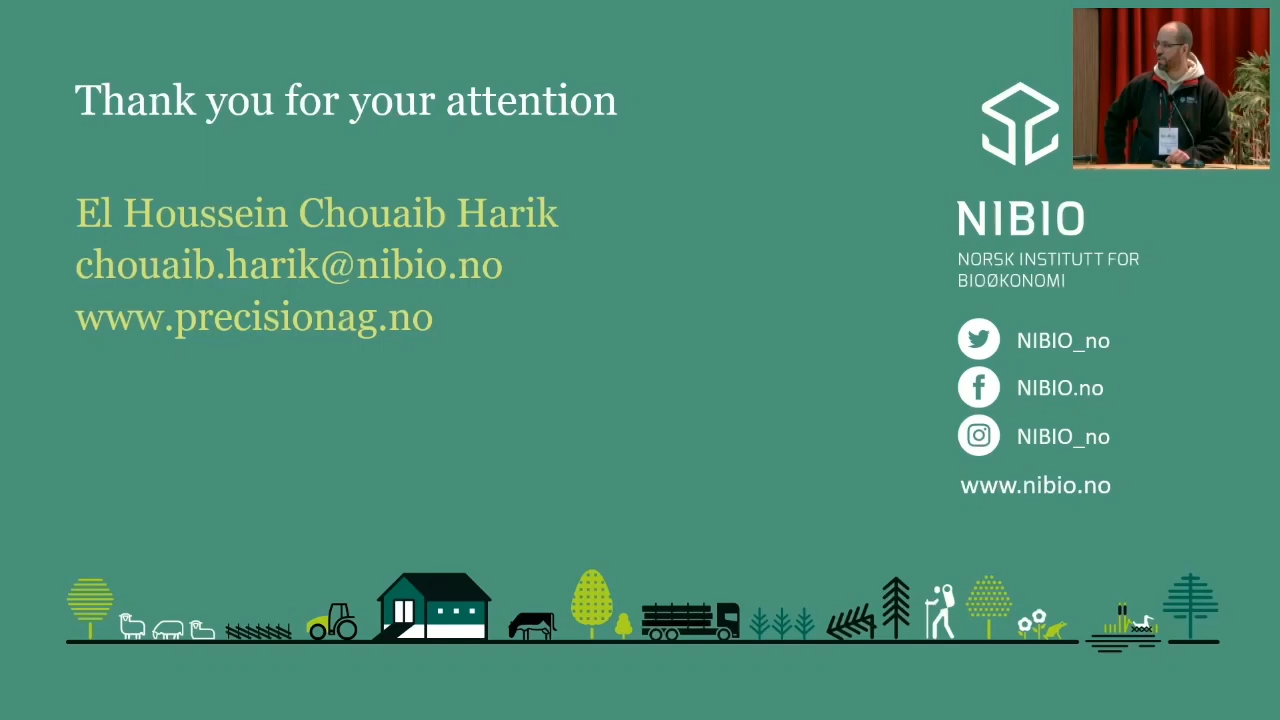 Thank you for your attention
El Houssein Chouaib Harik
chouaib.harik@nibio.no
www.precisionag.no
NIBIO
NORSK INSTITUTT FOR
BIOØKONOMI
NIBIO_no
NIBIO.no
NIBIO_no
www.nibio.no